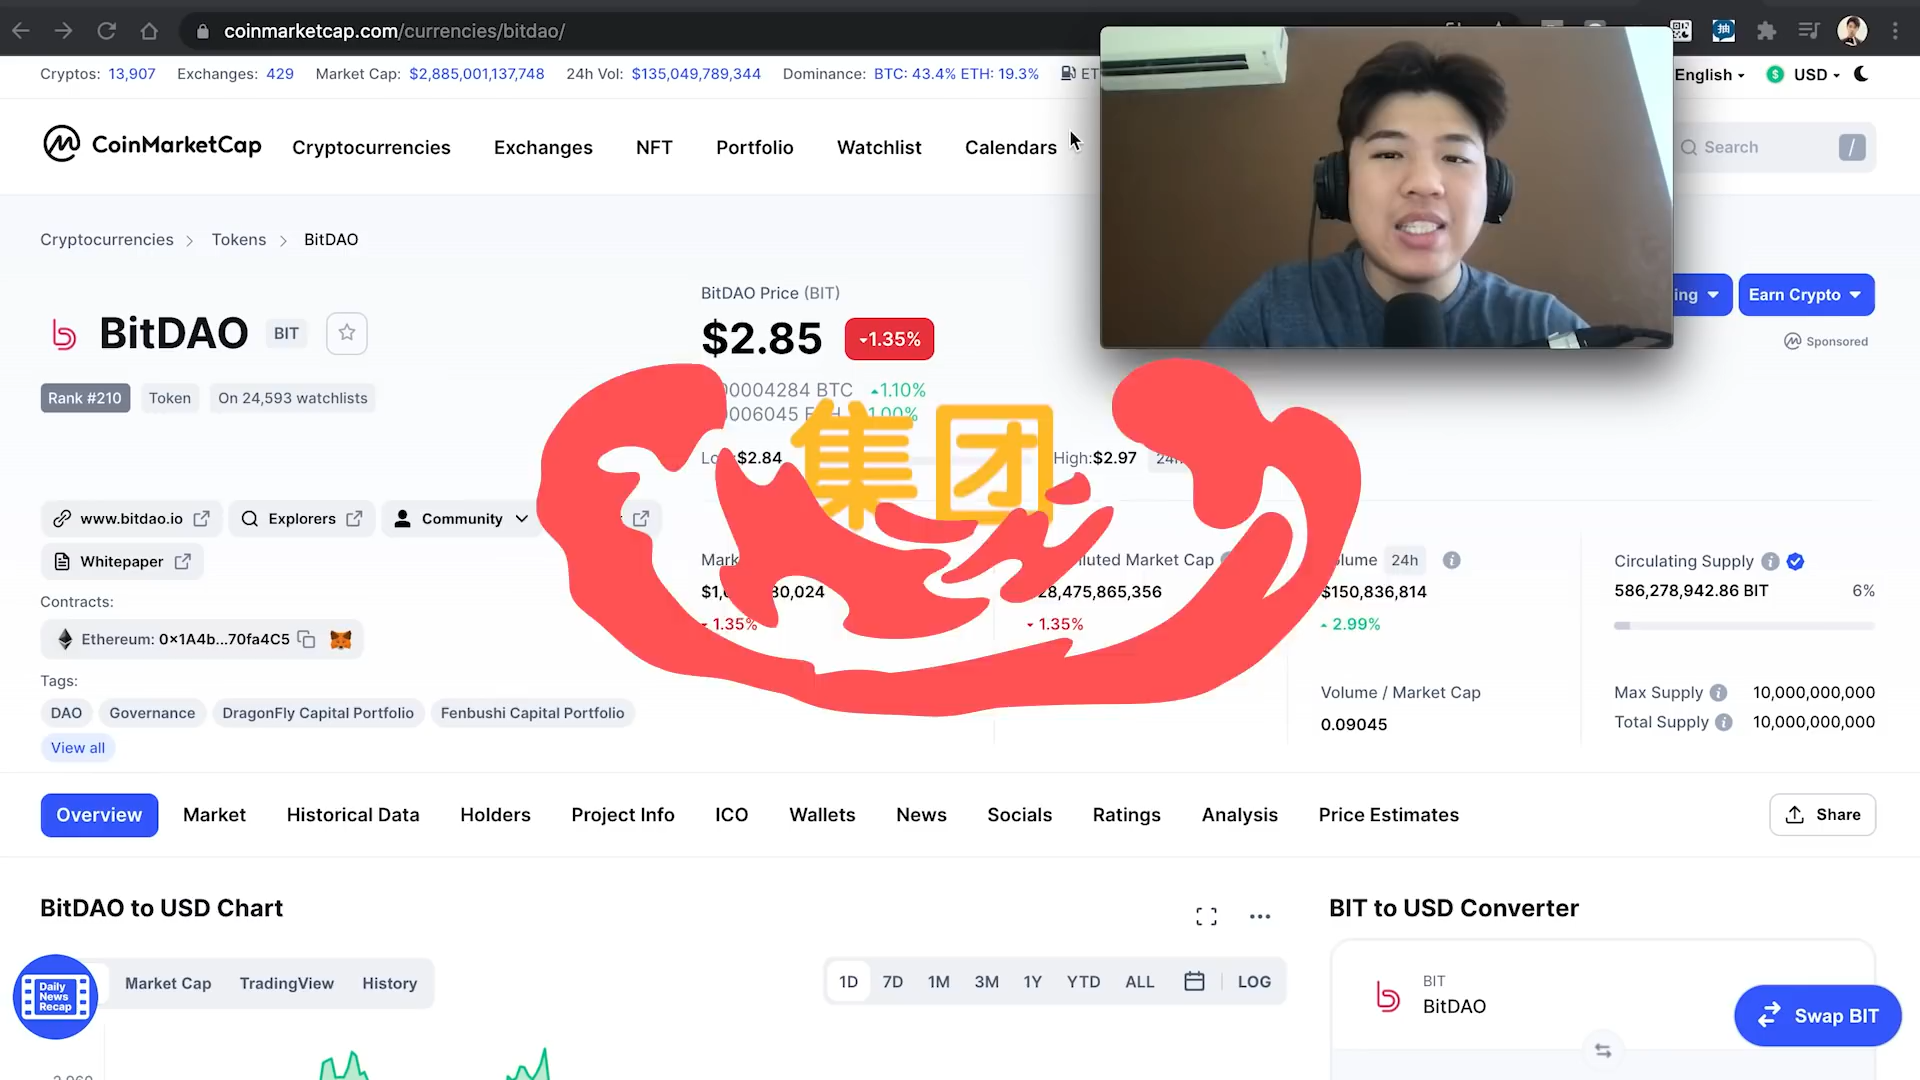 coinmarketcap.com/currencies/bitdao/
Cryptos: 13,907 Exchanges: 429 Market Cap: $2,885,001,137,748 24h Vol: $135,049,789,344 Dominance: BTC: 43.4% ETH: 19.3% ET
English USD
CoinMarketCap Cryptocurrencies Exchanges NFT Portfolio Watchlist Calendars
Search /
Cryptocurrencies > Tokens > BitDAO
BitDAO Price (BIT)
BitDAO BIT
$2.85 1.35%
ing Earn Crypto
Sponsored
Rank #210 Token On 24,593 watchlists
00004284 BTC 1.10%
006045 1.00%
集团
$2.84
High:$2.97
www.bitdao.io Explorers Community
Whitepaper
Contracts:
Ethereum: 0x1A4b...70fa4C5
Tags:
DAO Governance DragonFly Capital Portfolio Fenbushi Capital Portfolio
View all
luted Market Cap
28,475,865,356
1.35%
1.35%
24h
$150,836,814
2.99%
Volume / Market Cap
0.09045
Circulating Supply
586,278,942.86 BIT 6%
Max Supply 10,000,000,000
Total Supply 10,000,000,000
Overview Market Historical Data Holders Project Info ICO Wallets News Socials Ratings Analysis Price Estimates Share
BitDAO to USD Chart
BIT to USD Converter
Market Cap TradingView History
1D 7D 1M 3M 1Y YTD ALL LOG
BIT
BitDAO
Swap BIT
Daily
News
Recap